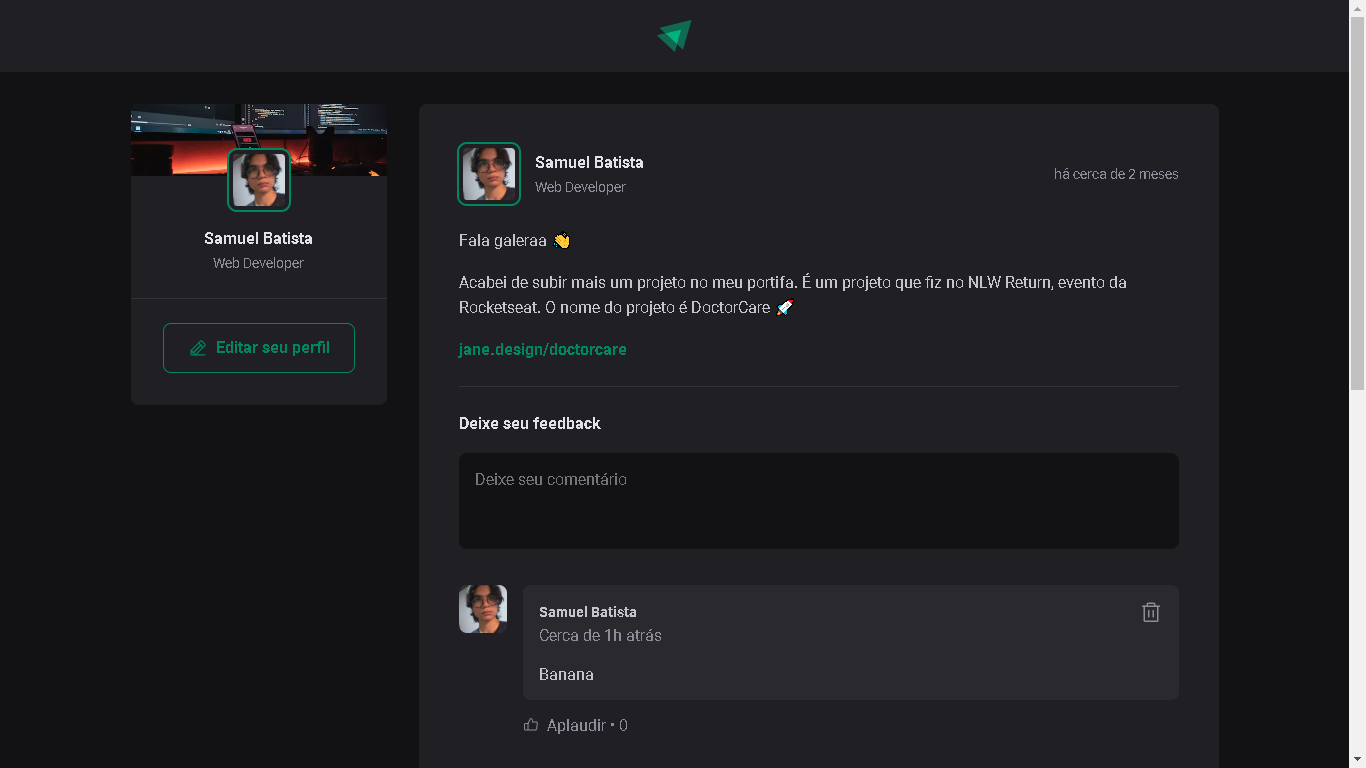 Samuel Batista
Web Developer
Editar seu perfil
Samuel Batista
Web Developer
há cerca de 2 meses
Fala galeraa 👏
Acabei de subir mais um projeto no meu portifa. É um projeto que fiz no NLW Return, evento da
Rocketseat. O nome do projeto é DoctorCare 🚀
jane.design/doctorcare
Deixe seu feedback
Deixe seu comentário
Samuel Batista
Cerca de 1h atrás
Banana
Aplaudir • 0